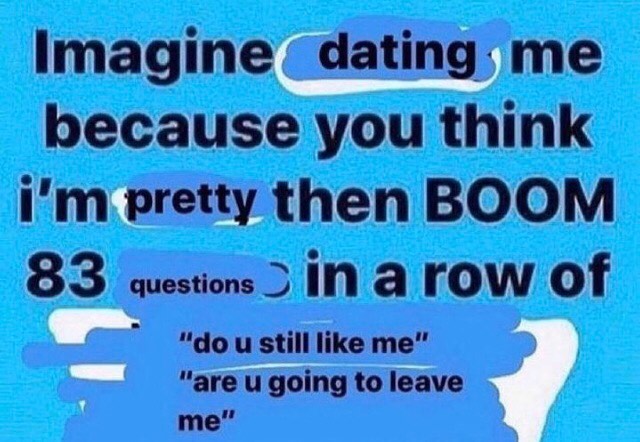 Imagine dating me
because you think
i'm pretty then BOOM
83 questions in a row of
"do u still like me"
"are u going to leave
me"